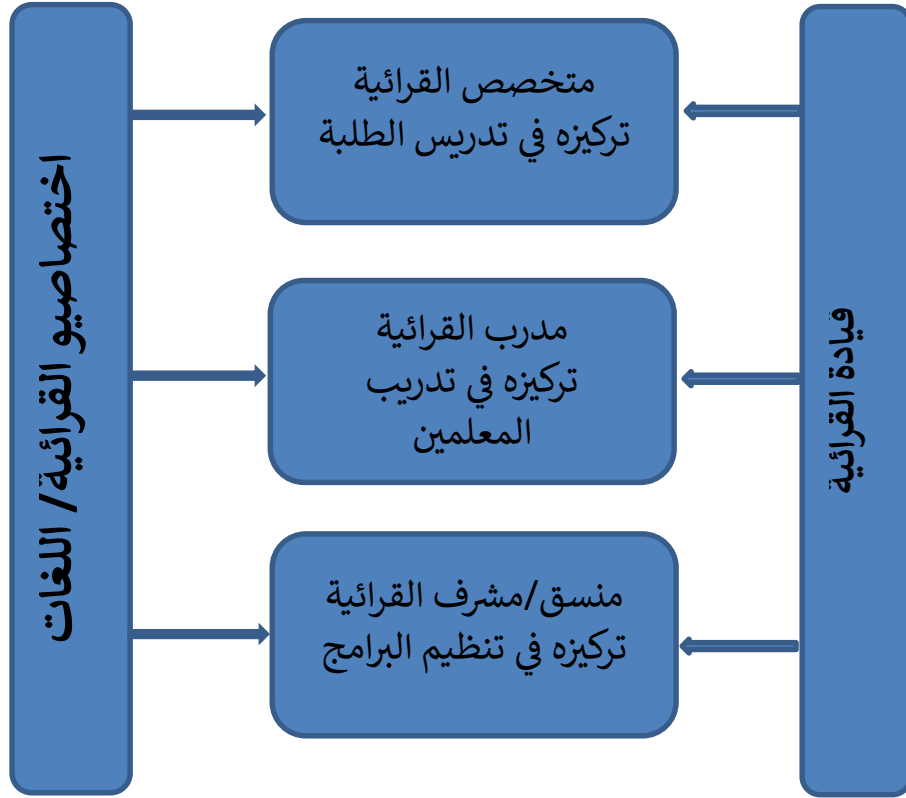 قيادة القرائية
متخصص القرائية
تركيزه في تدريس الطلبة
مدرب القرائية
تركيزه في تدريب
المعلمين
منسق/مشرف القرائية
تركيزه في تنظيم البرامج
اختصاصيو القرائية/ اللغات